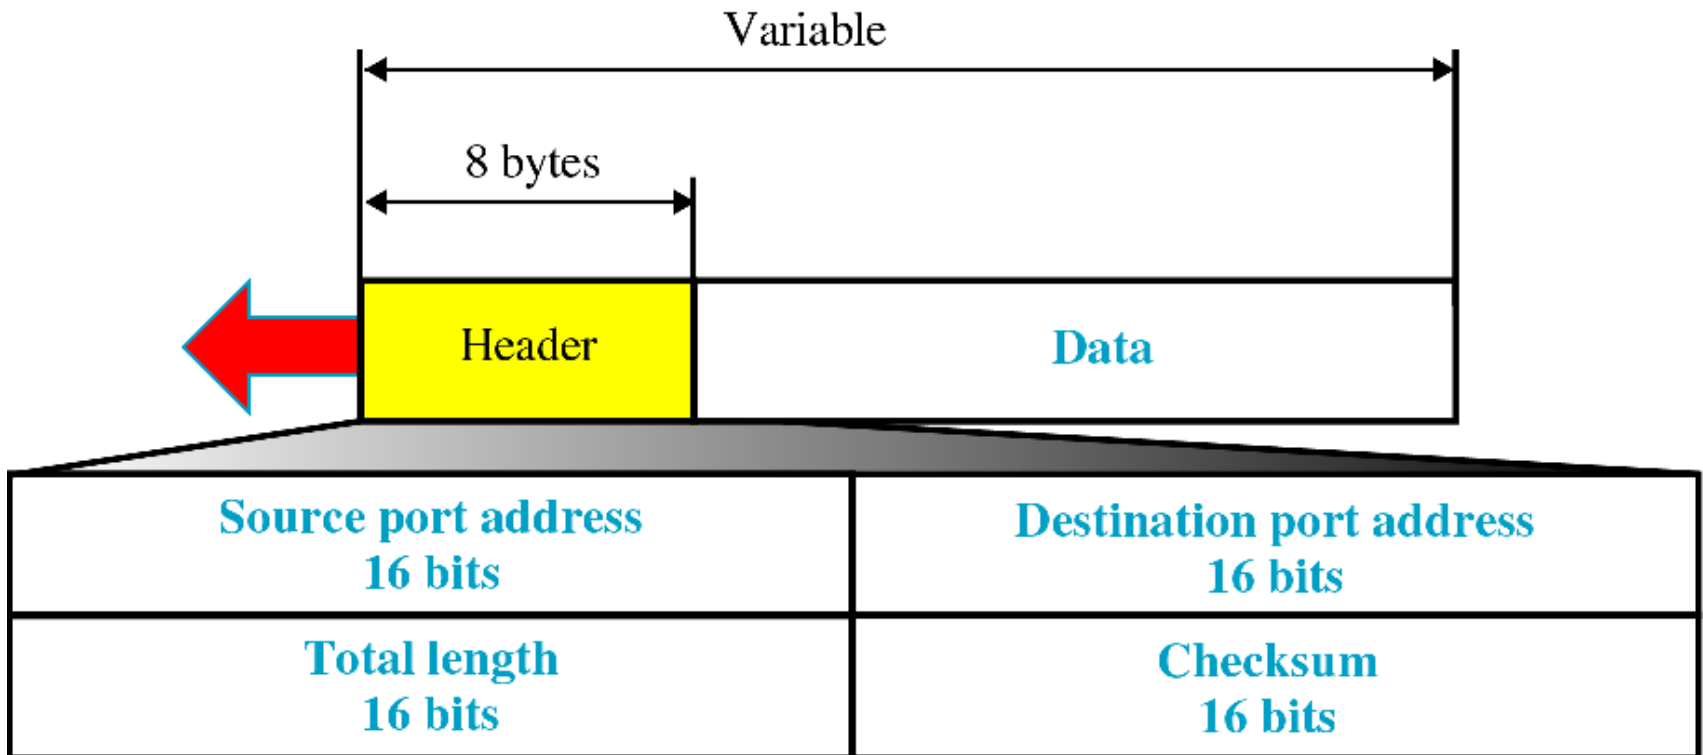 Variable
8 bytes
Header
Data
Source port address
16 bits
Destination port address
16 bits
Total length
16 bits
Checksum
16 bits